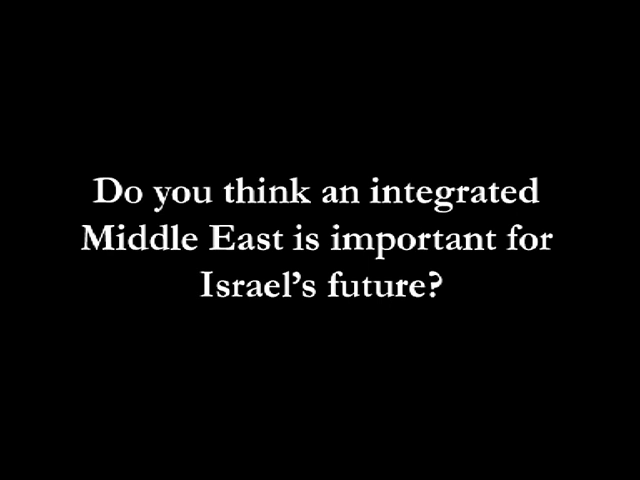 Do you think an integrated
Middle East is important for
Israel’s future?